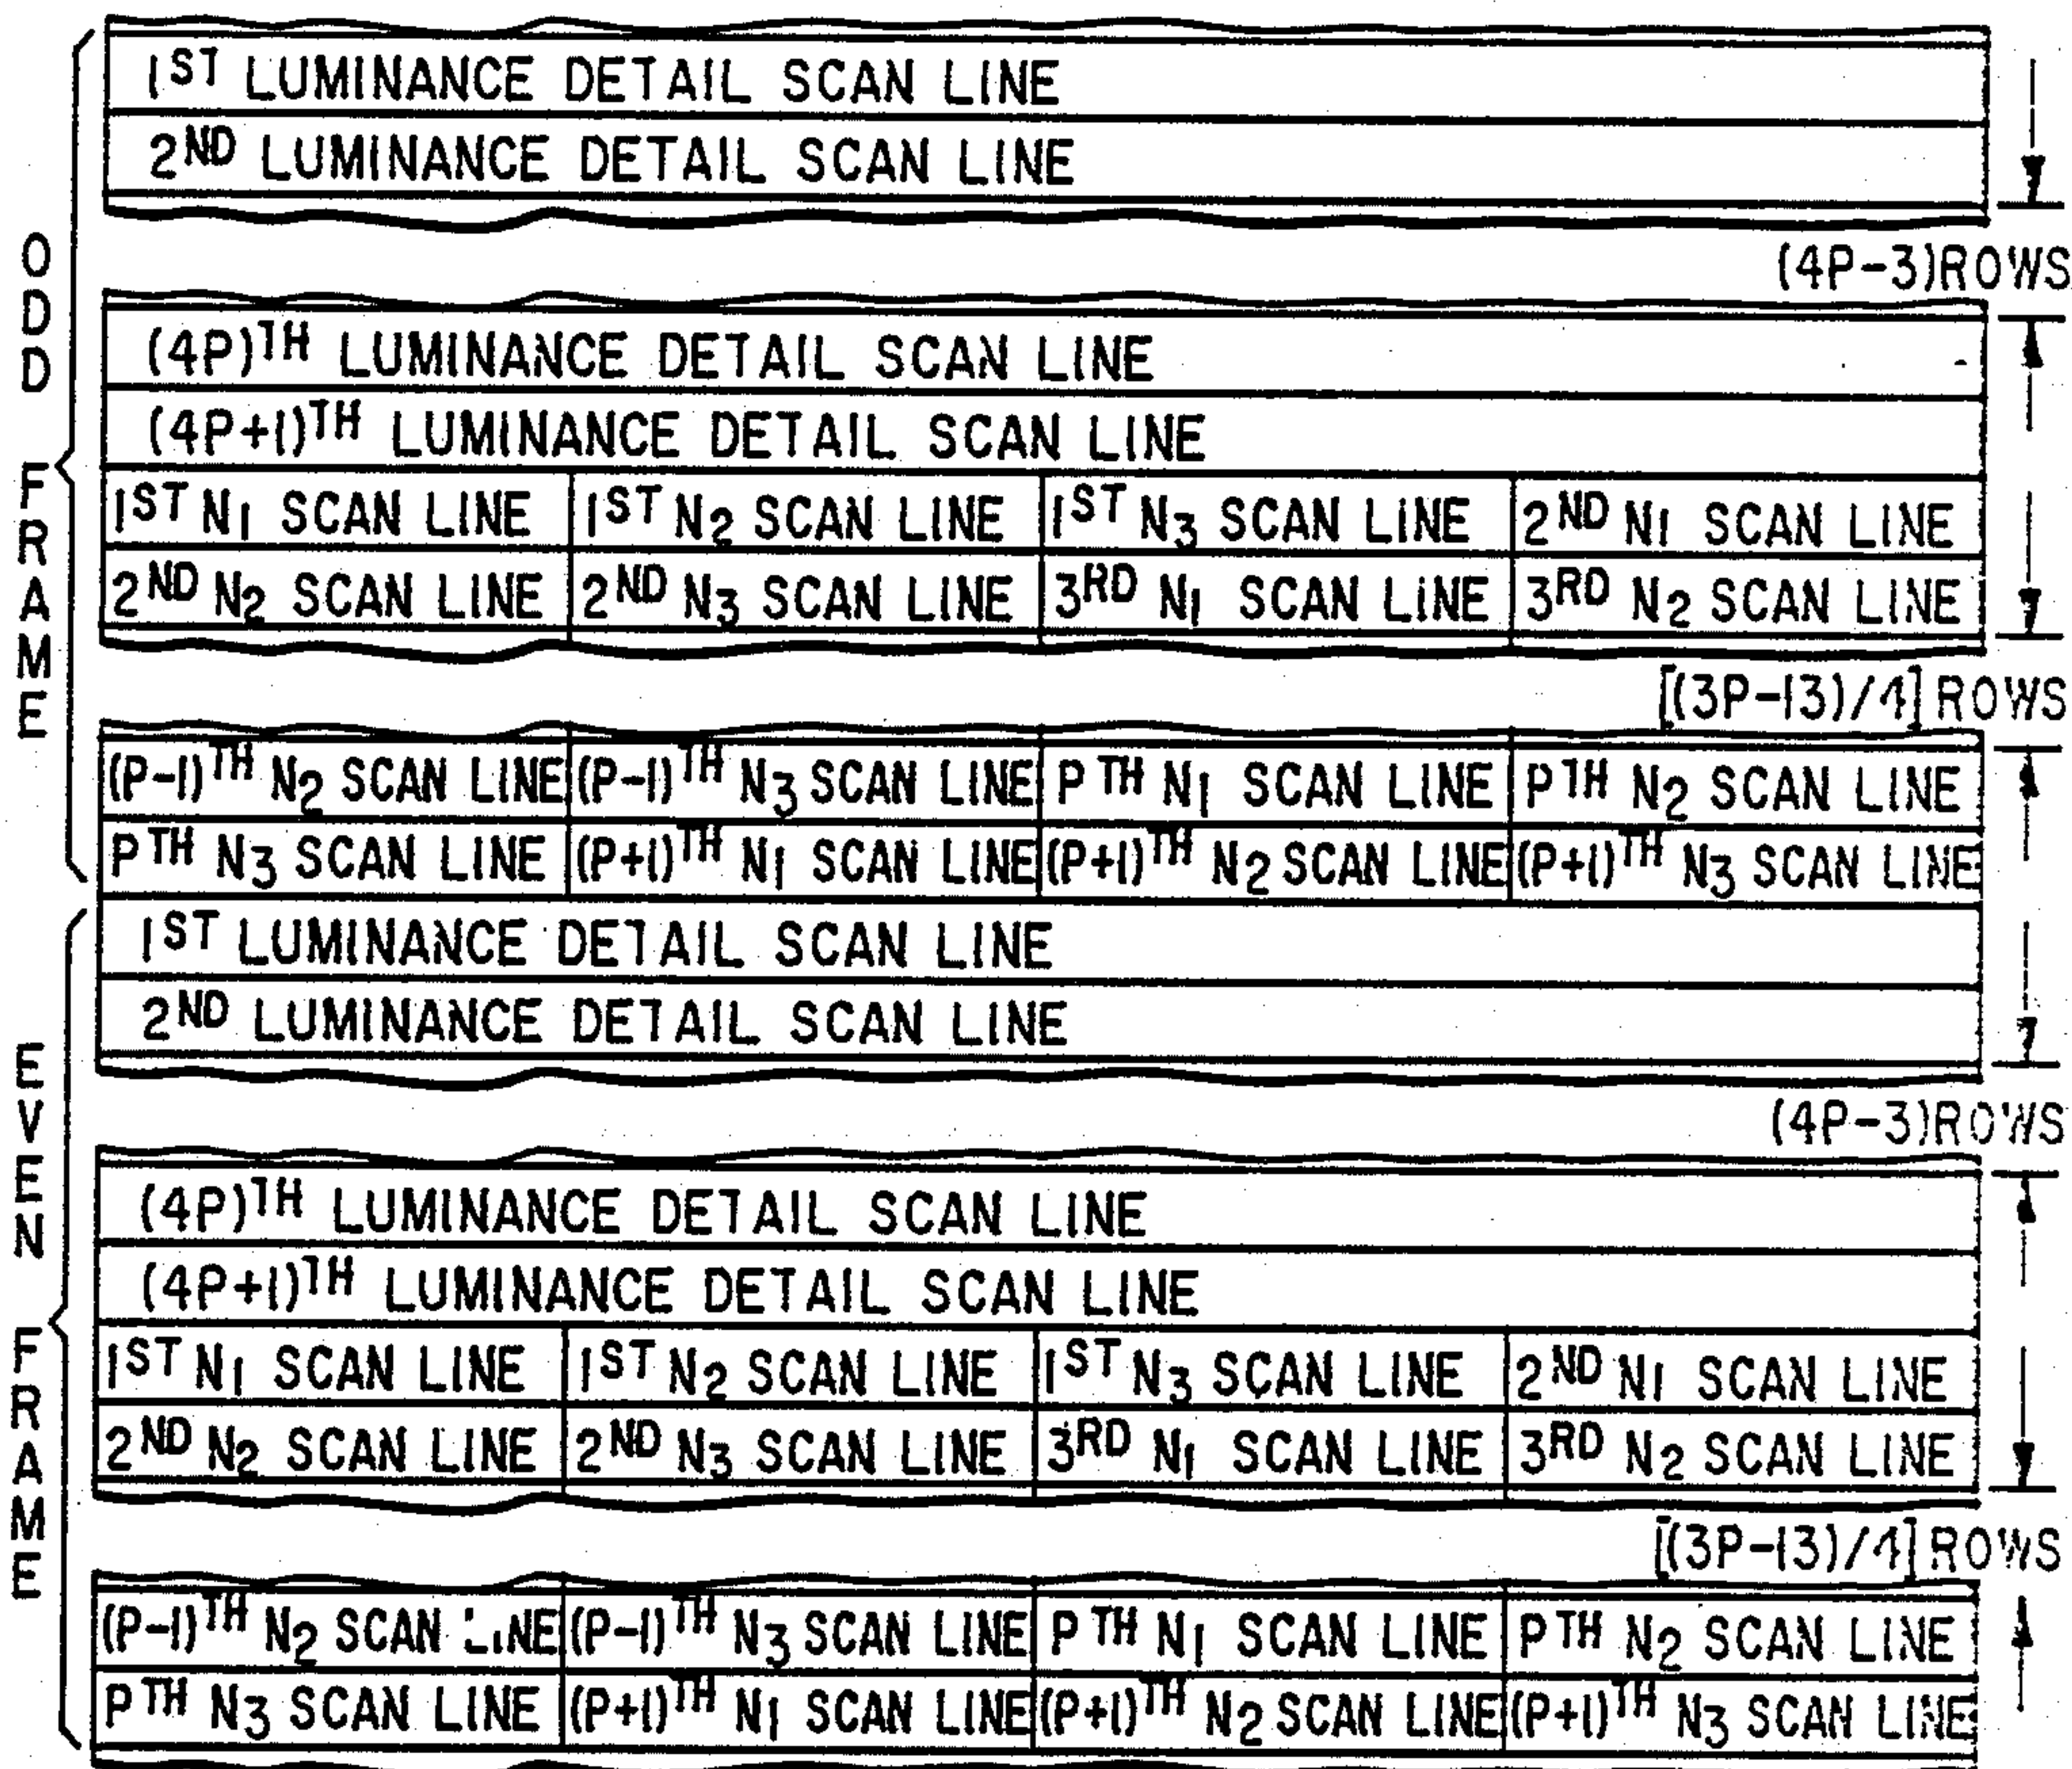 1ST LUMINANCE DETAIL SCAN LINE
2ND LUMINANCE DETAIL SCAN LINE
(4P-3)ROWS
(4P)TH LUMINANCE DETAIL SCAN LINE
(4P+1)TH LUMINANCE DETAIL SCAN LINE
1ST N1 SCAN LINE 1ST N2 SCAN LINE 1ST N3 SCAN LINE 2ND N1 SCAN LINE
2ND N2 SCAN LINE 2ND N3 SCAN LINE 3RD N1 SCAN LINE 3RD N2 SCAN LINE
[(3P-13)/4] ROWS
(P-1)TH N2 SCAN LINE (P-1)TH N3 SCAN LINE PTH N1 SCAN LINE PTH N2 SCAN LINE
PTH N3 SCAN LINE (P+1)TH N1 SCAN LINE (P+1)TH N2 SCAN LINE (P+1)TH N3 SCAN LINE
ODD FRAME
1ST LUMINANCE DETAIL SCAN LINE
2ND LUMINANCE DETAIL SCAN LINE
(4P-3)ROWS
(4P)TH LUMINANCE DETAIL SCAN LINE
(4P+1)TH LUMINANCE DETAIL SCAN LINE
1ST N1 SCAN LINE 1ST N2 SCAN LINE 1ST N3 SCAN LINE 2ND N1 SCAN LINE
2ND N2 SCAN LINE 2ND N3 SCAN LINE 3RD N1 SCAN LINE 3RD N2 SCAN LINE
[(3P-13)/4] ROWS
(P-1)TH N2 SCAN LINE (P-1)TH N3 SCAN LINE PTH N1 SCAN LINE PTH N2 SCAN LINE
PTH N3 SCAN LINE (P+1)TH N1 SCAN LINE (P+1)TH N2 SCAN LINE (P+1)TH N3 SCAN LINE
EVEN FRAME